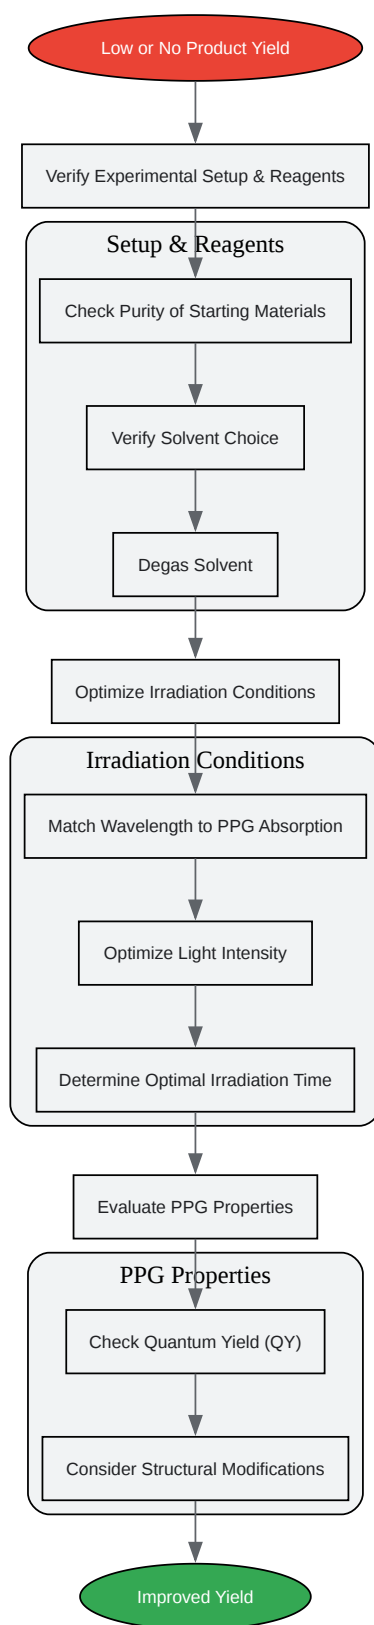 Low or No Product Yield
Verify Experimental Setup & Reagents
Setup & Reagents
Check Purity of Starting Materials
Verify Solvent Choice
Degas Solvent
Optimize Irradiation Conditions
Irradiation Conditions
Match Wavelength to PPG Absorption
Optimize Light Intensity
Determine Optimal Irradiation Time
Evaluate PPG Properties
PPG Properties
Check Quantum Yield (QY)
Consider Structural Modifications
Improved Yield